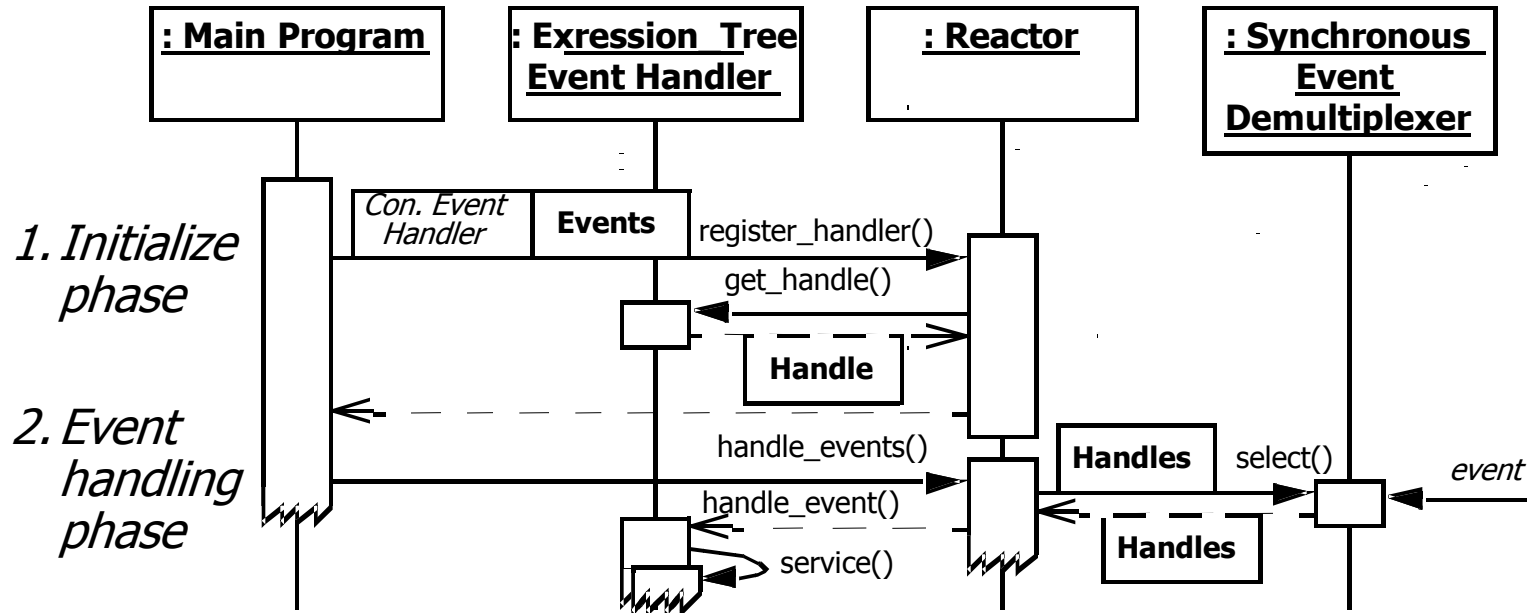 : Main Program
: Exression_Tree
Event Handler
: Reactor
: Synchronous
Event
Demultiplexer
1. Initialize
phase
Con. Event
Handler
Events
register_handler()
get_handle()
Handle
2. Event
handling
phase
handle_events()
Handles
select()
event
handle_event()
Handles
service()